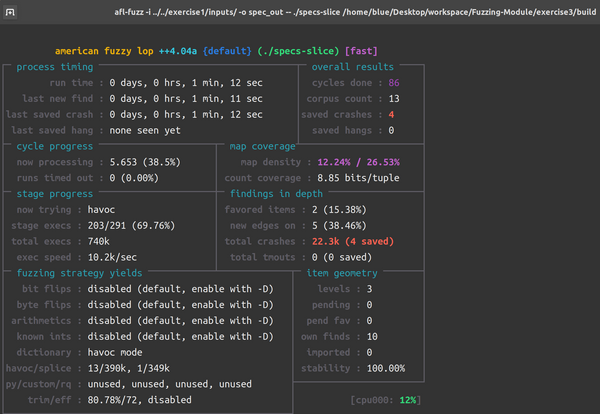 afl-fuzz -i ../../exercise1/inputs/ -o spec_out -- ./specs-slice /home/blue/Desktop/workspace/Fuzzing-Module/exercise3/build
american fuzzy lop ++4.04a {default} (./specs-slice) [fast]
process timing overall results
run time : 0 days, 0 hrs, 1 min, 12 sec cycles done : 86
last new find : 0 days, 0 hrs, 1 min, 11 sec corpus count : 13
last saved crash : 0 days, 0 hrs, 1 min, 12 sec saved crashes : 4
last saved hang : none seen yet saved hangs : 0
cycle progress map coverage
now processing : 5.653 (38.5%) map density : 12.24% / 26.53%
runs timed out : 0 (0.00%) count coverage : 8.85 bits/tuple
stage progress findings in depth
now trying : havoc favored items : 2 (15.38%)
stage execs : 203/291 (69.76%) new edges on : 5 (38.46%)
total execs : 740k total crashes : 22.3k (4 saved)
exec speed : 10.2k/sec total tmouts : 0 (0 saved)
fuzzing strategy yields item geometry
bit flips : disabled (default, enable with -D) levels : 3
byte flips : disabled (default, enable with -D) pending : 0
arithmetics : disabled (default, enable with -D) pend fav : 0
known ints : disabled (default, enable with -D) own finds : 10
dictionary : havoc mode imported : 0
havoc/splice : 13/390k, 1/349k stability : 100.00%
py/custom/rq : unused, unused, unused, unused
trim/eff : 80.78%/72, disabled [cpu000: 12%]